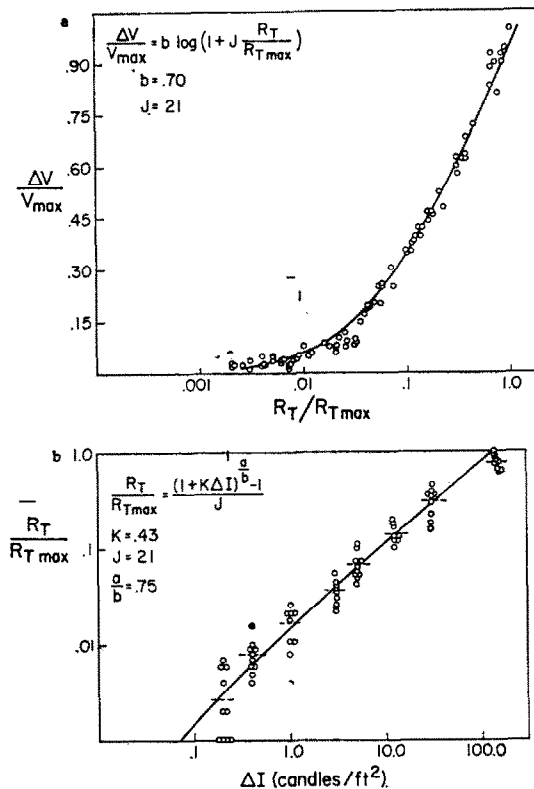 a
ΔV/Vmax = b log(1 + J RT/RTmax)
b = .70
J = 21
.90
.75
.60
.45
.30
.15
ΔV/Vmax
.001 .01 .1 1.0
RT/RTmax
b
1.0
.1
.01
RT/RTmax = ((1+KΔI)^(a/b) -1)/J
K = .43
J = 21
a/b = .75
RT/RTmax
.1 1.0 10.0 100.0
ΔI (candles/ft²)